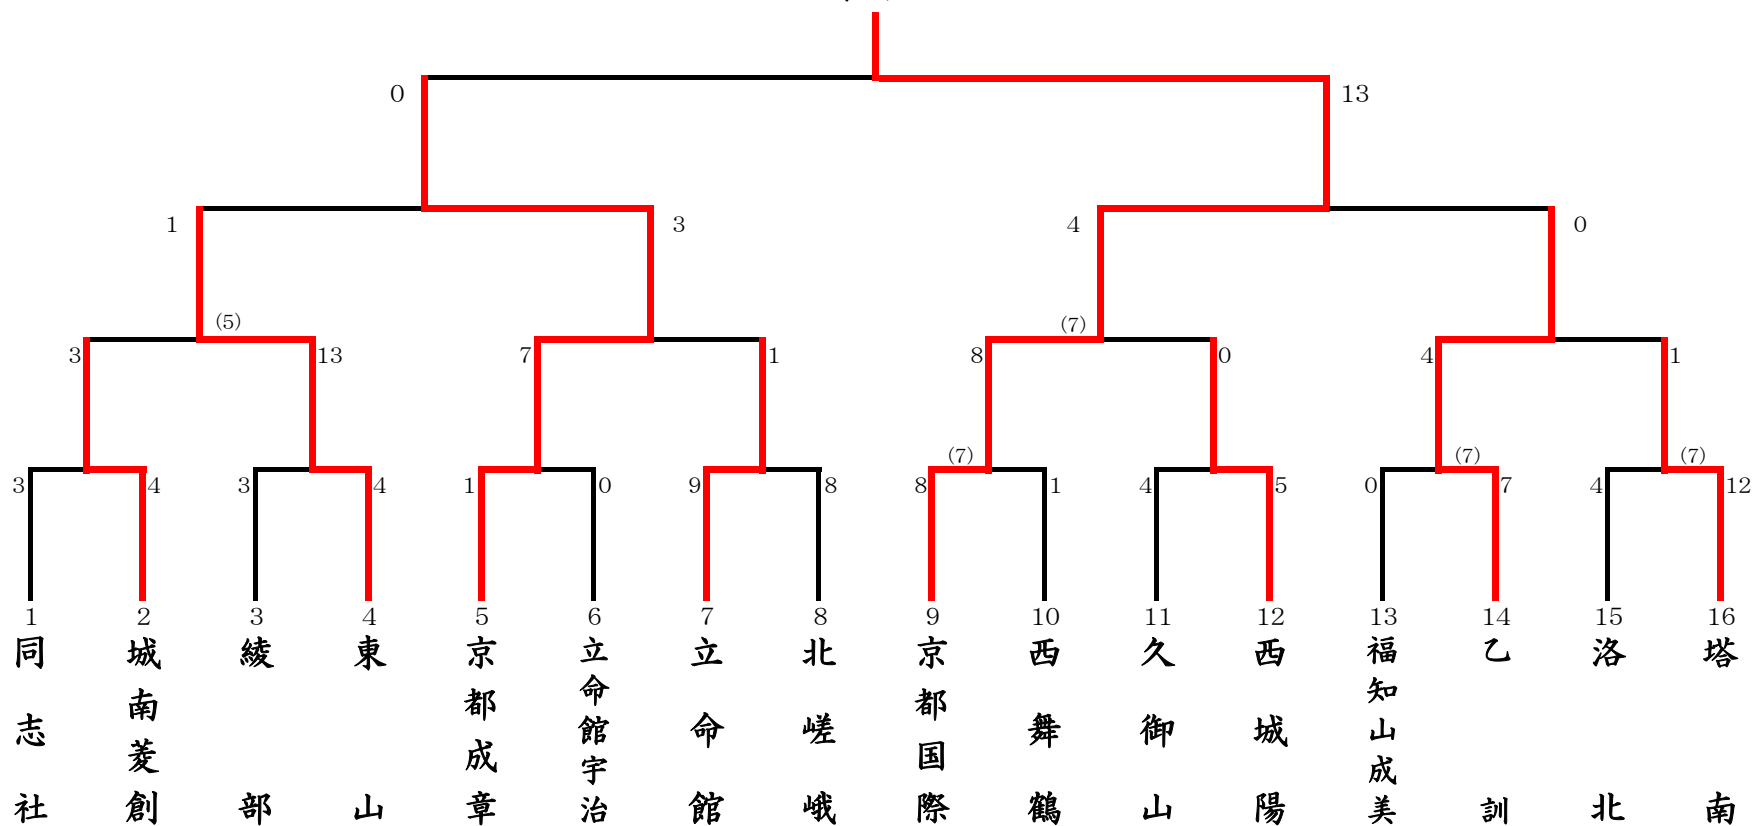 0 13
1 3 4 0
(5) (7)
3 13 7 1 8 0 4 1
(7) (7) (7)
3 4 3 4 1 0 9 8 8 1 4 5 0 7 4 12
1 2 3 4 5 6 7 8 9 10 11 12 13 14 15 16
同志社
城南菱創
綾部
東山
京都成章
立命館宇治
立命館
北嵯峨
京都国際
西舞鶴
久御山
西城陽
福知山成美
乙訓
洛北
塔南